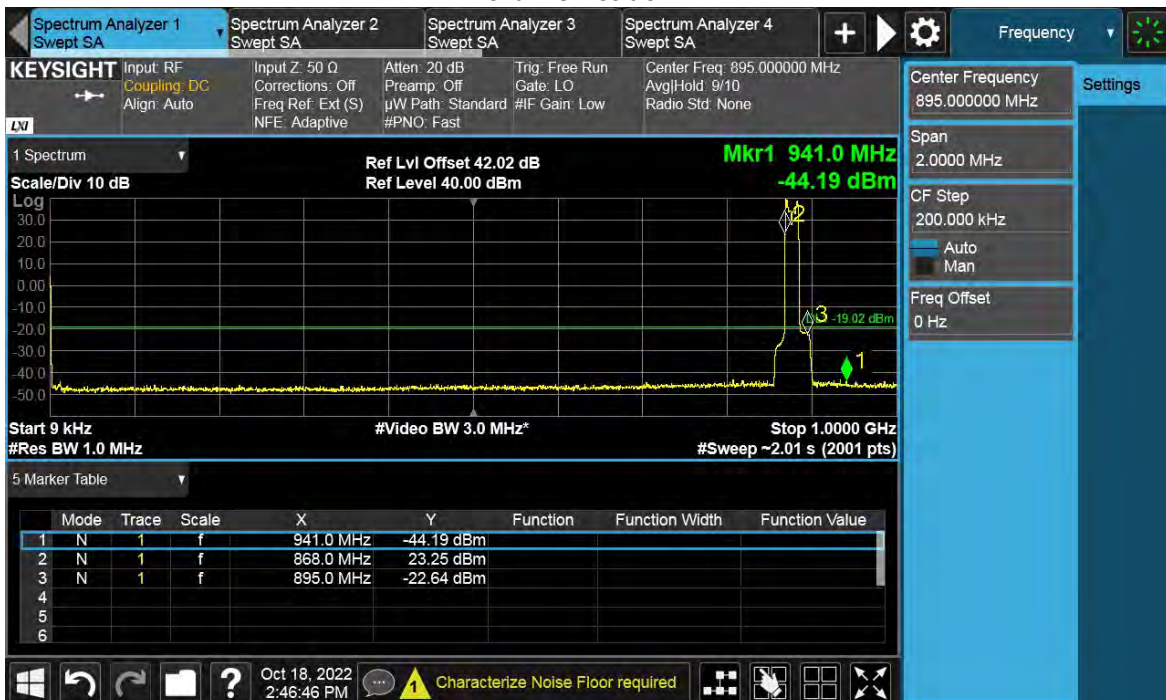 Spectrum Analyzer 1
Swept SA
Spectrum Analyzer 2
Swept SA
Spectrum Analyzer 3
Swept SA
Spectrum Analyzer 4
Swept SA
+
Frequency
KEYSIGHT
LXI
Input: RF
Coupling: DC
Align: Auto
Input Z: 50 Ω
Corrections: Off
Freq Ref: Ext (S)
NFE: Adaptive
Atten: 20 dB
Preamp: Off
µW Path: Standard
#PNO: Fast
Trig: Free Run
Gate: LO
#IF Gain: Low
Center Freq: 895.000000 MHz
Avg|Hold: 9/10
Radio Std: None
Center Frequency
895.000000 MHz
Settings
Span
2.0000 MHz
CF Step
200.000 kHz
Auto
Man
Freq Offset
0 Hz
1 Spectrum
Scale/Div 10 dB
Ref Lvl Offset 42.02 dB
Ref Level 40.00 dBm
Mkr1 941.0 MHz
-44.19 dBm
Log
30.0
20.0
10.0
0.00
-10.0
-20.0
-30.0
-40.0
-50.0
2
3
-19.02 dBm
1
Start 9 kHz
#Video BW 3.0 MHz*
Stop 1.0000 GHz
#Res BW 1.0 MHz
#Sweep ~2.01 s (2001 pts)
5 Marker Table
Mode Trace Scale X Y Function Function Width Function Value
1 N 1 f 941.0 MHz -44.19 dBm
2 N 1 f 868.0 MHz 23.25 dBm
3 N 1 f 895.0 MHz -22.64 dBm
4
5
6
?
Oct 18, 2022
2:46:46 PM
1
Characterize Noise Floor required